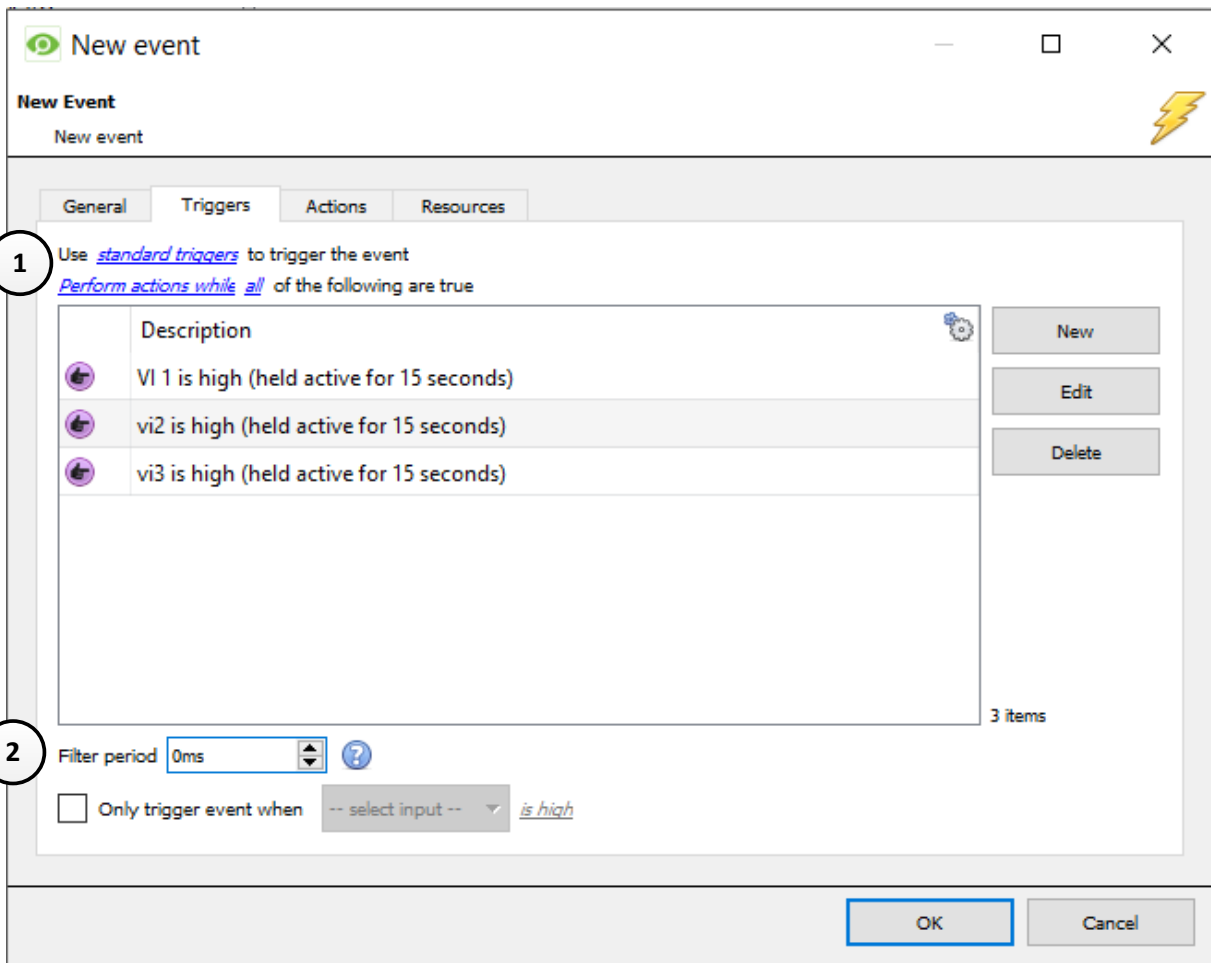 New event
New Event
New event
General Triggers Actions Resources
1
Use standard triggers to trigger the event
Perform actions while all of the following are true
Description
New
VI 1 is high (held active for 15 seconds)
Edit
vi2 is high (held active for 15 seconds)
Delete
vi3 is high (held active for 15 seconds)
3 items
2
Filter period 0ms
Only trigger event when -- select input -- is high
OK Cancel